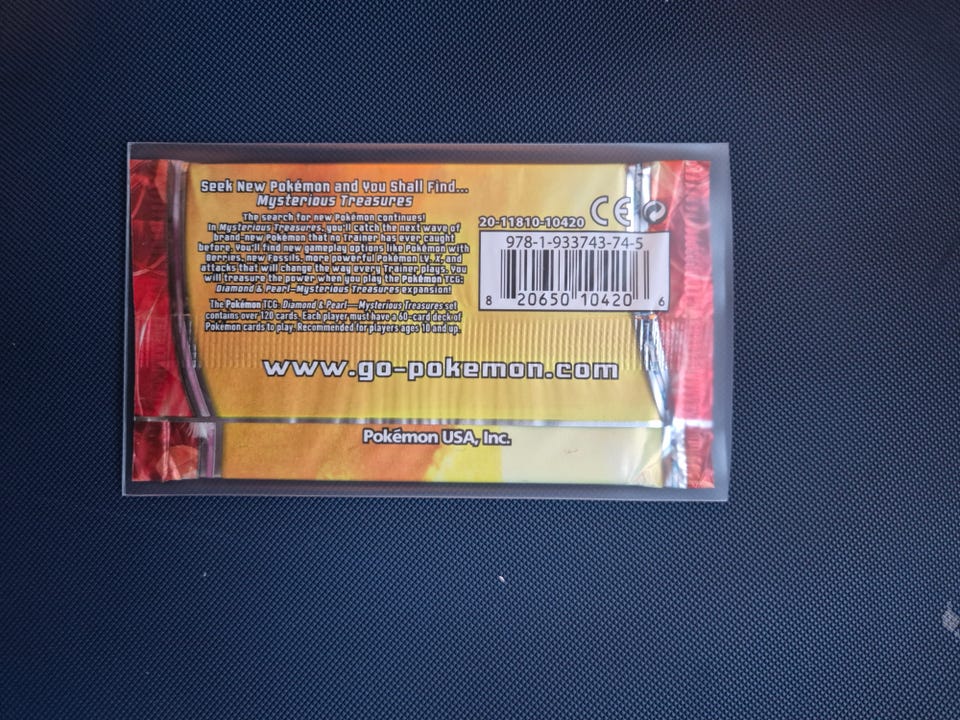 Seek New Pokémon and You Shall Find...
Mysterious Treasures
The search for new Pokémon continues!
In Mysterious Treasures, you'll catch the next wave of
brand-new Pokémon that no Trainer has ever caught
before. You'll find new gameplay options like Pokémon with
Berries, new Fossils, more powerful Pokémon LV. X, and
attacks that will change the way every Trainer plays. You
will treasure the power when you play the Pokémon TCG:
Diamond & Pearl—Mysterious Treasures expansion!
The Pokémon TCG: Diamond & Pearl—Mysterious Treasures set
contains over 120 cards. Each player must have a 60-card deck of
Pokémon cards to play. Recommended for players ages 10 and up.
20-11810-10420 CE
978-1-933743-74-5
8 20650 10420 6
www.go-pokemon.com
Pokémon USA, Inc.